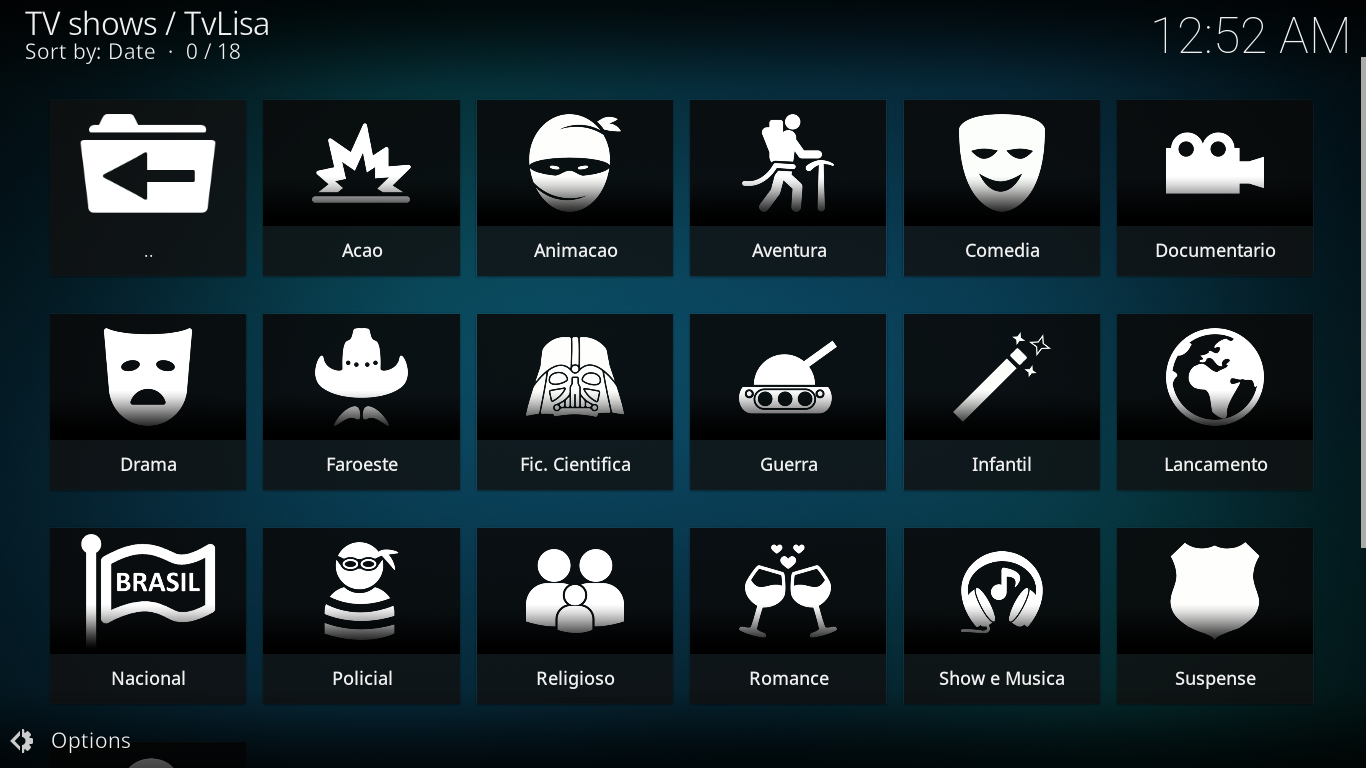 TV shows / TvLisa
Sort by: Date · 0 / 18
12:52 AM
..
Acao
Animacao
Aventura
Comedia
Documentario
Drama
Faroeste
Fic. Cientifica
Guerra
Infantil
Lancamento
BRASIL
Nacional
Policial
Religioso
Romance
Show e Musica
Suspense
Options